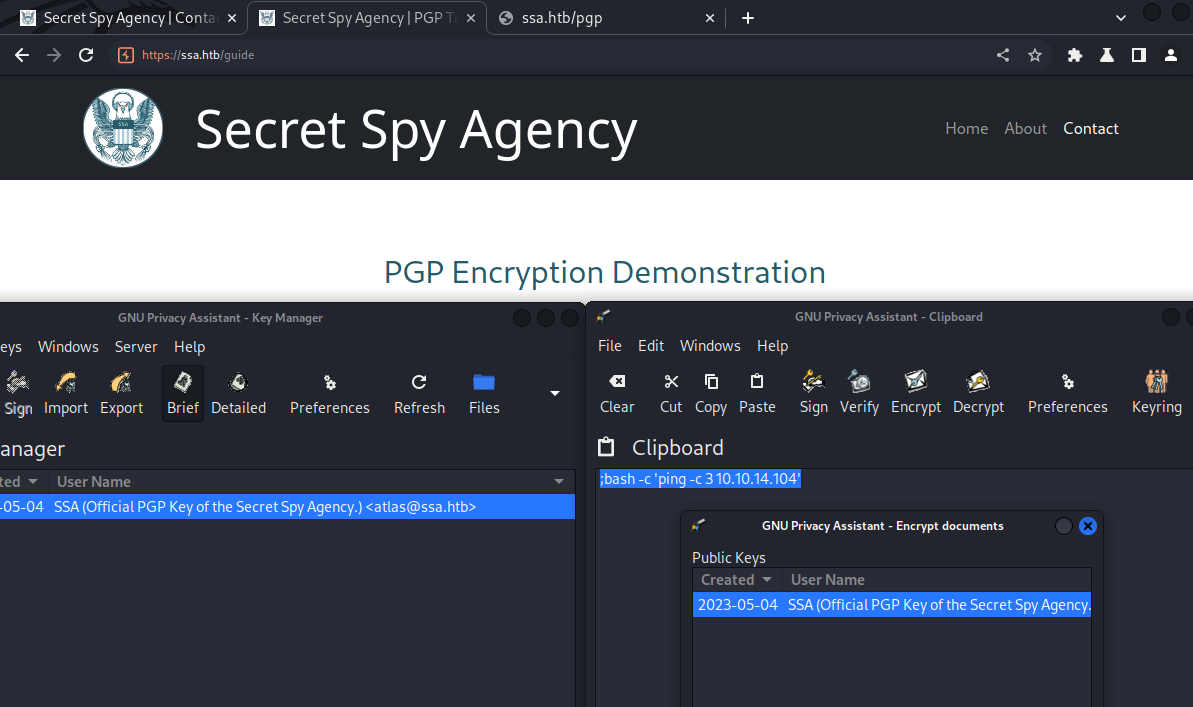 Secret Spy Agency | Conta
Secret Spy Agency | PGP T
ssa.htb/pgp
https://ssa.htb/guide
SSA
Secret Spy Agency
Home About Contact
PGP Encryption Demonstration
GNU Privacy Assistant - Key Manager
eys Windows Server Help
Sign Import Export Brief Detailed Preferences Refresh Files
anager
ted User Name
-05-04 SSA (Official PGP Key of the Secret Spy Agency.) <atlas@ssa.htb>
GNU Privacy Assistant - Clipboard
File Edit Windows Help
Clear Cut Copy Paste Sign Verify Encrypt Decrypt Preferences Keyring
Clipboard
;bash -c 'ping -c 3 10.10.14.104'
GNU Privacy Assistant - Encrypt documents
Public Keys
Created User Name
2023-05-04 SSA (Official PGP Key of the Secret Spy Agency.